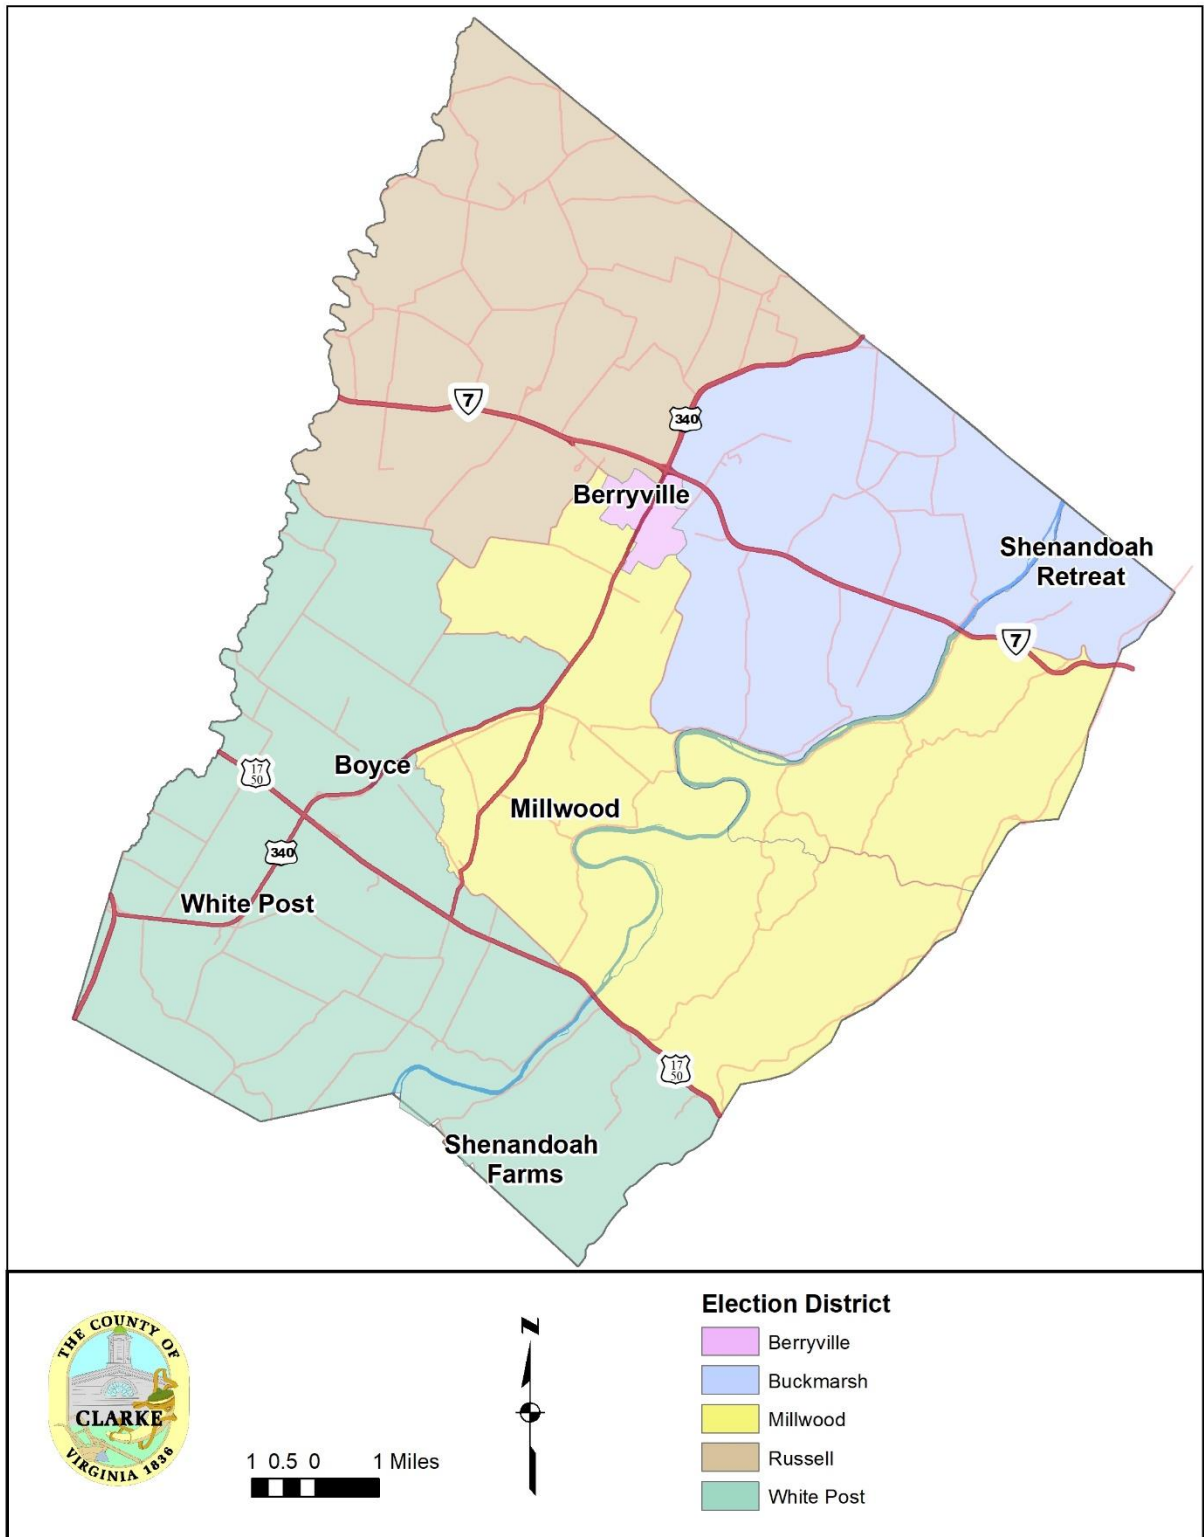 7
340
Berryville
Shenandoah
Retreat
7
Boyce
17
50
Millwood
340
White Post
17
50
Shenandoah
Farms
THE COUNTY OF
CLARKE
VIRGINIA 1836
1 0.5 0 1 Miles
N
Election District
Berryville
Buckmarsh
Millwood
Russell
White Post